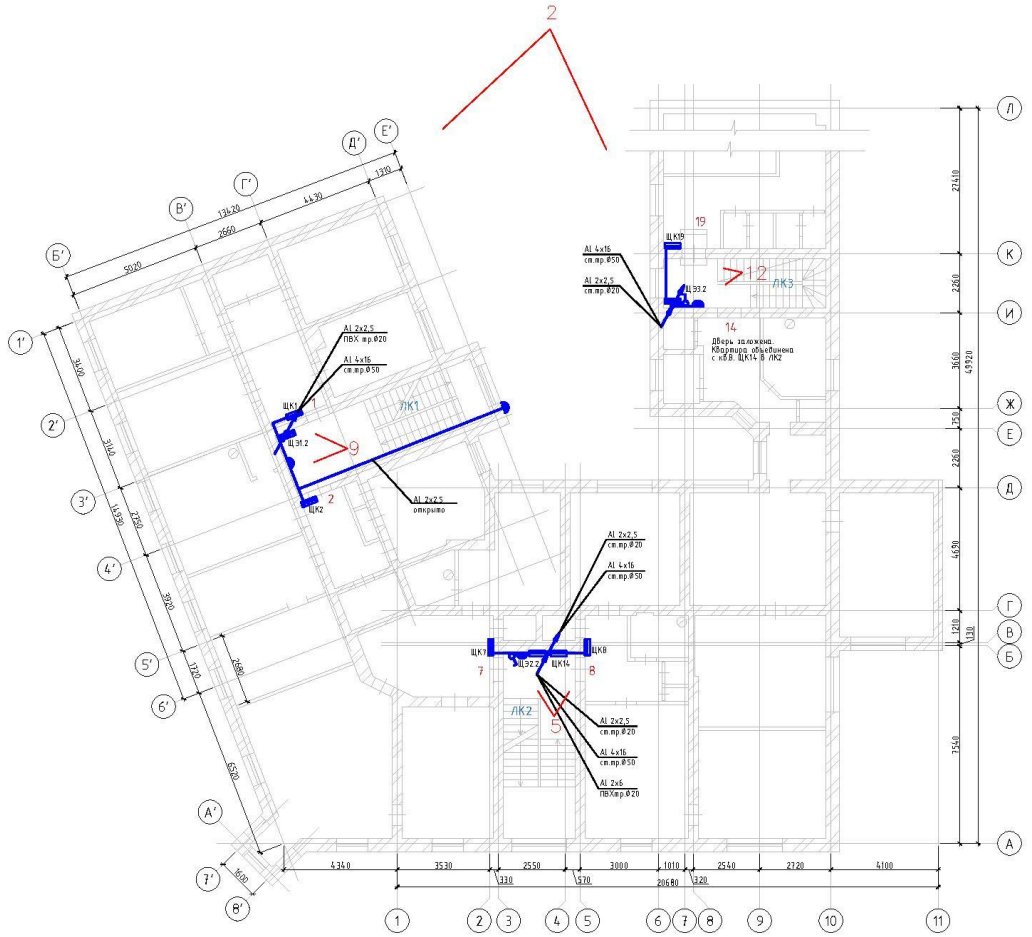 2
Л
Е'
Д'
1310
Г'
4430
13420
В'
2660
27410
Б'
5020
19
ЩК19
Al 4x16
ст.тр.Ø50
К
12
Al 2x2,5
ст.тр.Ø20
ЛК3
2260
ЩЭ3.2
И
1'
Al 2x2,5
ПВХ тр.Ø20
14
Дверь заложена.
Квартира объединена
с кв.8. ЩК14 в ЛК2
3400
Al 4x16
ст.тр.Ø50
3660
49920
ЩК1
1
ЛК1
Ж
2'
750
Е
ЩЭ1.2
9
3140
2260
3'
2
Д
14930
ЩК2
Al 2x2,5
открыто
2750
Al 2x2,5
ст.тр.Ø20
4690
4'
Al 4x16
ст.тр.Ø50
3920
Г
1210
В
130
5'
ЩК7
ЩЭ2.2
ЩК14
ЩК8
Б
7
8
1720
2680
6'
ЛК2
5
Al 2x2,5
ст.тр.Ø20
7540
6520
Al 4x16
ст.тр.Ø50
Al 2x6
ПВХтр.Ø20
А'
А
7'
1600
4340
3530
2550
3000
1010
2540
2720
4100
330
570
20680
320
8'
1
2
3
4
5
6
7
8
9
10
11